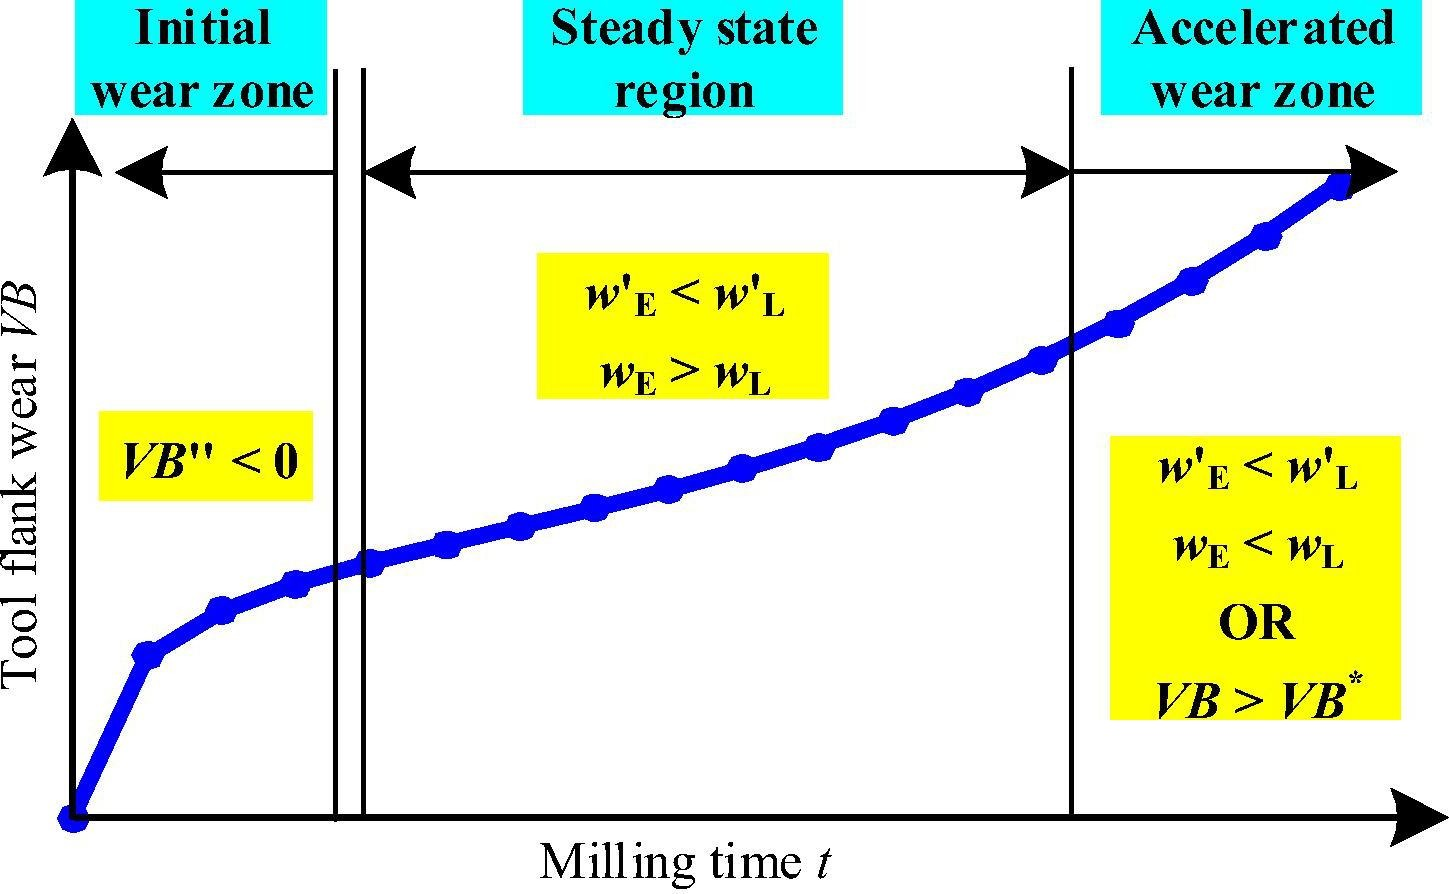 Initial
wear zone
Steady state
region
Accelerated
wear zone
Tool flank wear VB
VB'' < 0
w'E < w'L
wE > wL
w'E < w'L
wE < wL
OR
VB > VB*
Milling time t